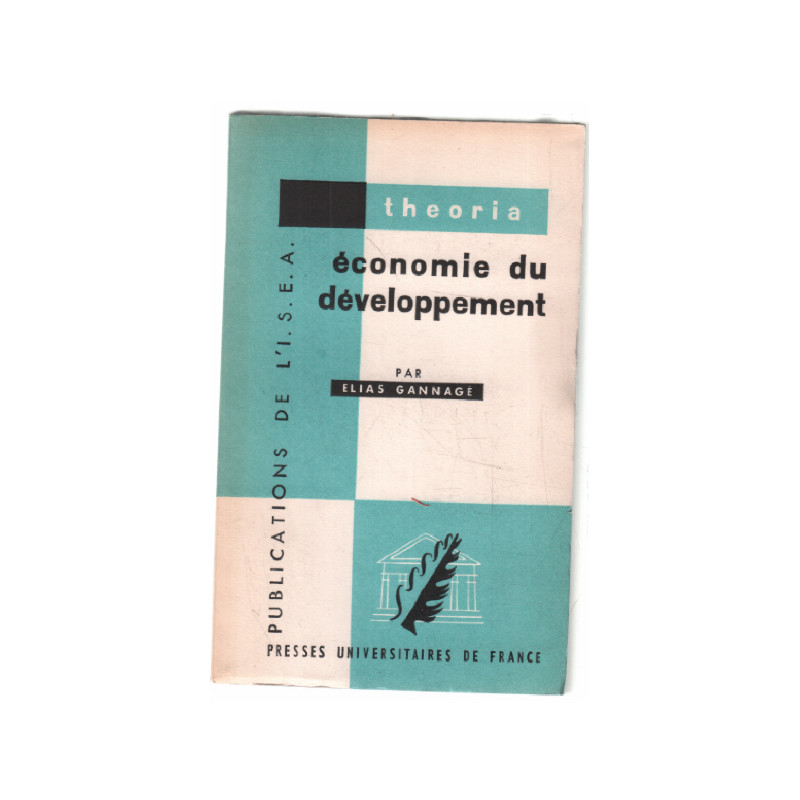 theoria
économie du
développement
PAR
ELIAS GANNAGÉ
PUBLICATIONS DE L'I.S.E.A.
PRESSES UNIVERSITAIRES DE FRANCE